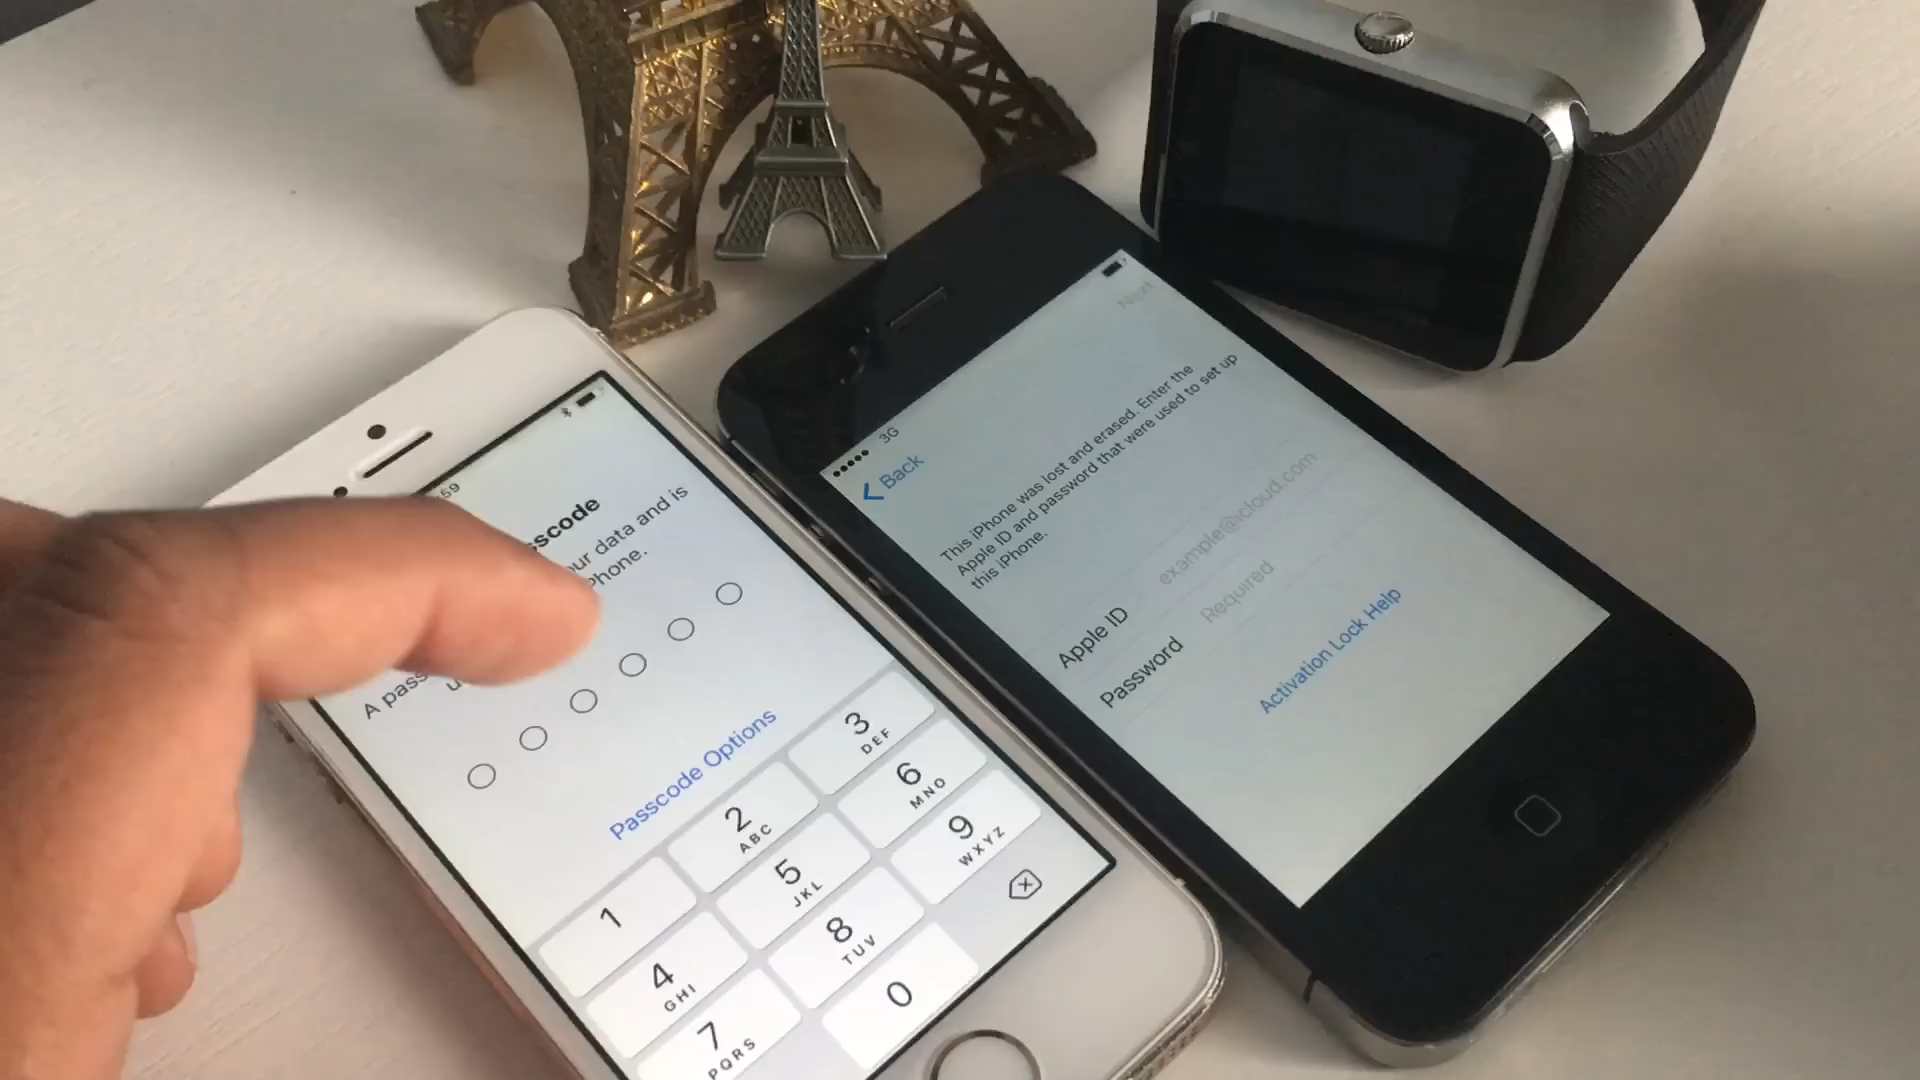 59
sscode
A pass
our data and is
u
Phone.
Passcode Options
1
2
ABC
3
DEF
4
GHI
5
JKL
6
MNO
7
PQRS
8
TUV
9
WXYZ
0
3G
Back
Next
This iPhone was lost and erased. Enter the
Apple ID and password that were used to set up
this iPhone.
Apple ID
example@icloud.com
Password
Required
Activation Lock Help